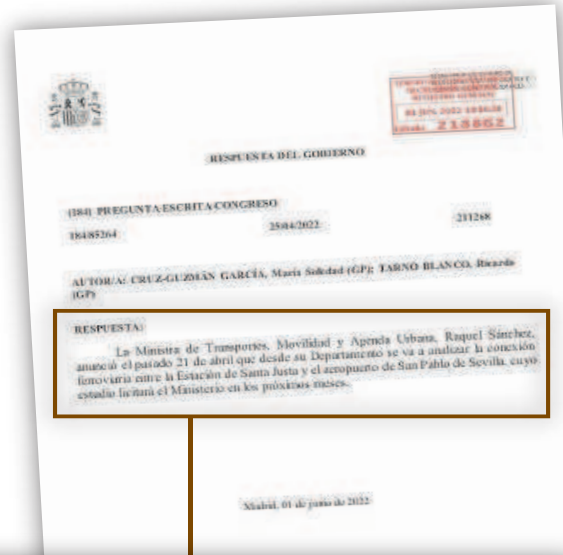 RESPUESTA DEL GOBIERNO
(184) PREGUNTA ESCRITA CONGRESO
184/85264 25/04/2022 211268
AUTOR/A: CRUZ-GUZMÁN GARCÍA, María Soledad (GP); TARNO BLANCO, Ricardo
(GP)
RESPUESTA:
La Ministra de Transportes, Movilidad y Agenda Urbana, Raquel Sánchez,
anunció el pasado 21 de abril que desde su Departamento se va a analizar la conexión
ferroviaria entre la Estación de Santa Justa y el aeropuerto de San Pablo de Sevilla, cuyo
estudio licitará el Ministerio en los próximos meses.
Madrid, 01 de junio de 2022